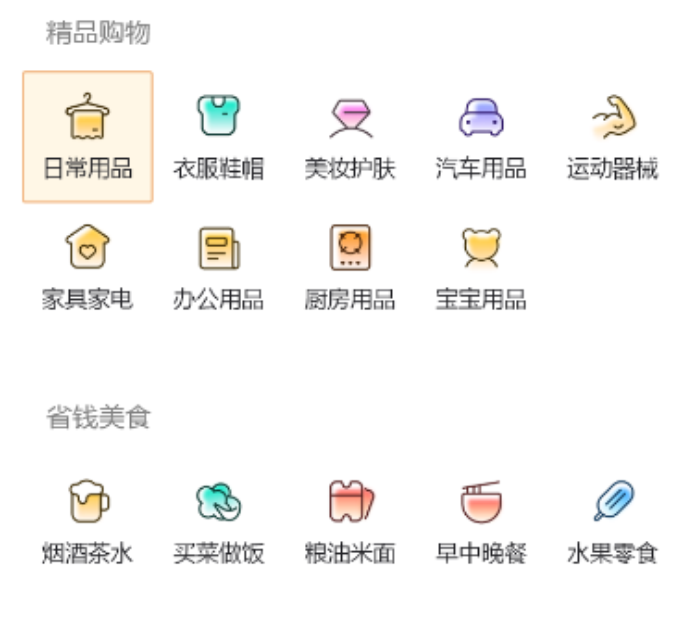 精品购物
日常用品 衣服鞋帽 美妆护肤 汽车用品 运动器械
家具家电 办公用品 厨房用品 宝宝用品
省钱美食
烟酒茶水 买菜做饭 粮油米面 早中晚餐 水果零食